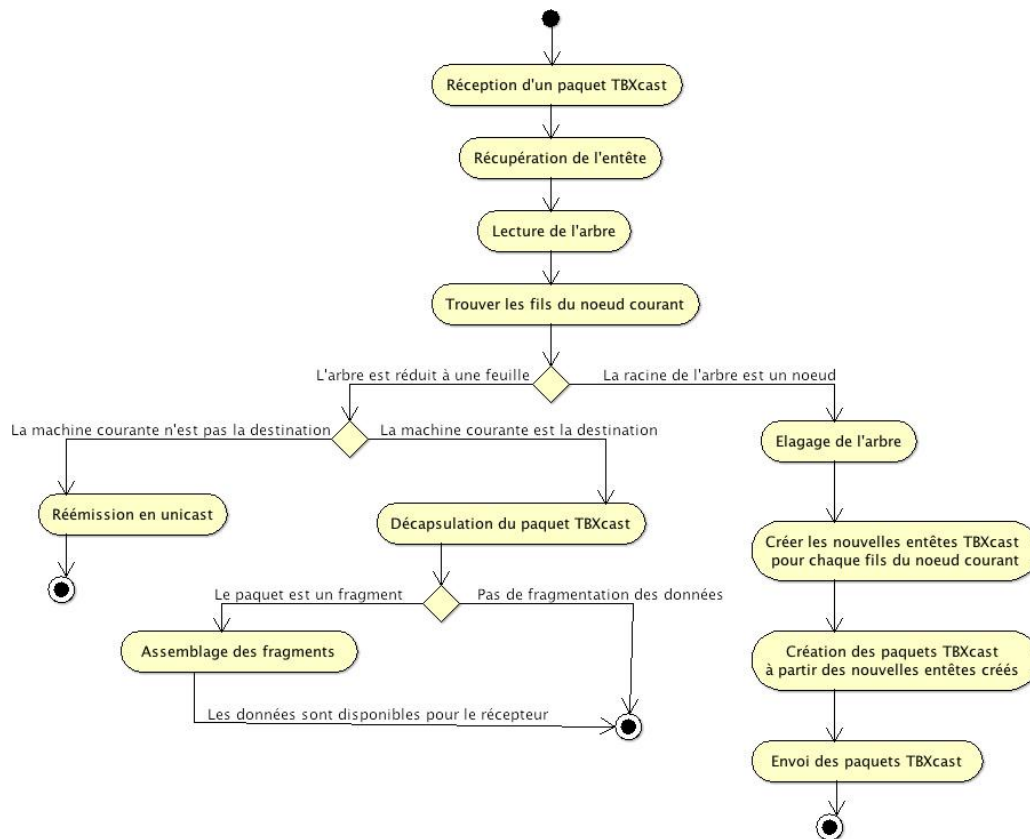 Réception d'un paquet TBXcast
Récupération de l'entête
Lecture de l'arbre
Trouver les fils du noeud courant
L'arbre est réduit à une feuille
La racine de l'arbre est un noeud
La machine courante n'est pas la destination
La machine courante est la destination
Elagage de l'arbre
Réémission en unicast
Décapsulation du paquet TBXcast
Créer les nouvelles entêtes TBXcast
pour chaque fils du noeud courant
Le paquet est un fragment
Pas de fragmentation des données
Assemblage des fragments
Création des paquets TBXcast
à partir des nouvelles entêtes créés
Les données sont disponibles pour le récepteur
Envoi des paquets TBXcast